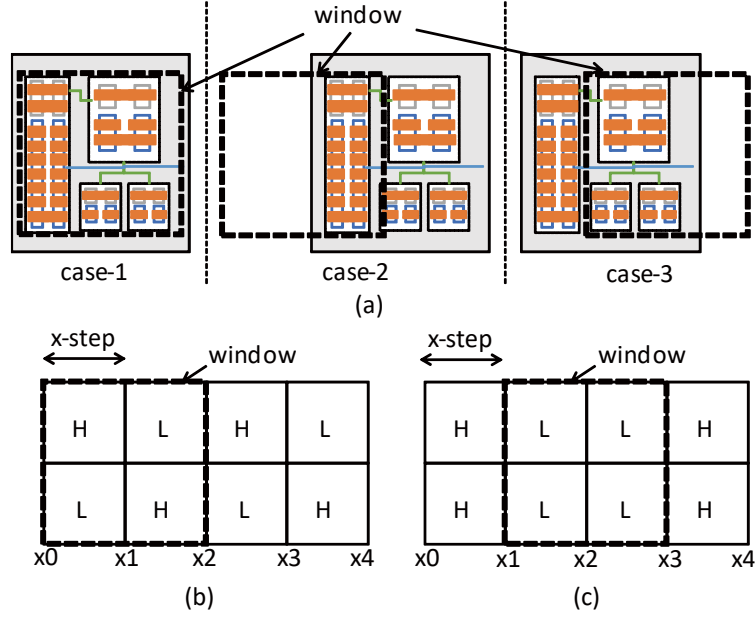 window
case-1 case-2 case-3
(a)
x-step x-step
window window
H L H L H L L H
L H L H H L L H
x0 x1 x2 x3 x4 x0 x1 x2 x3 x4
(b) (c)